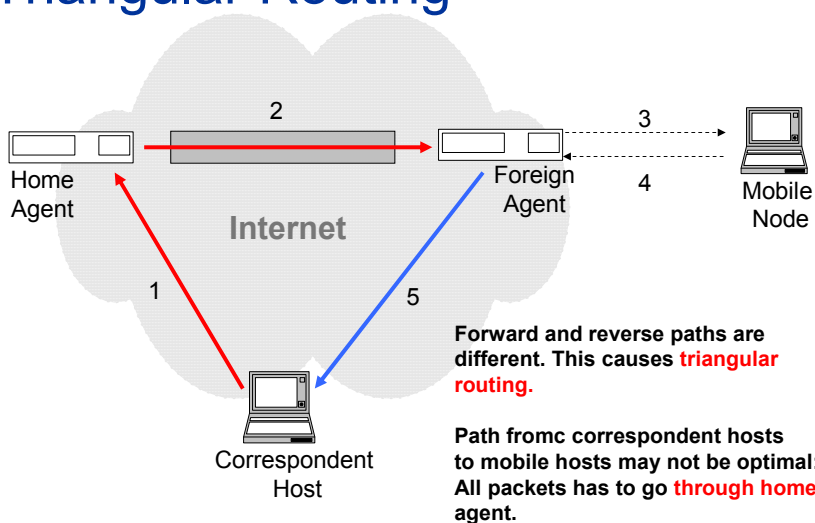 Triangular Routing
2
3
4
Home
Agent
Foreign
Agent
Mobile
Node
Internet
1
5
Forward and reverse paths are
different. This causes triangular
routing.
Correspondent
Host
Path fromc correspondent hosts
to mobile hosts may not be optimal:
All packets has to go through home
agent.